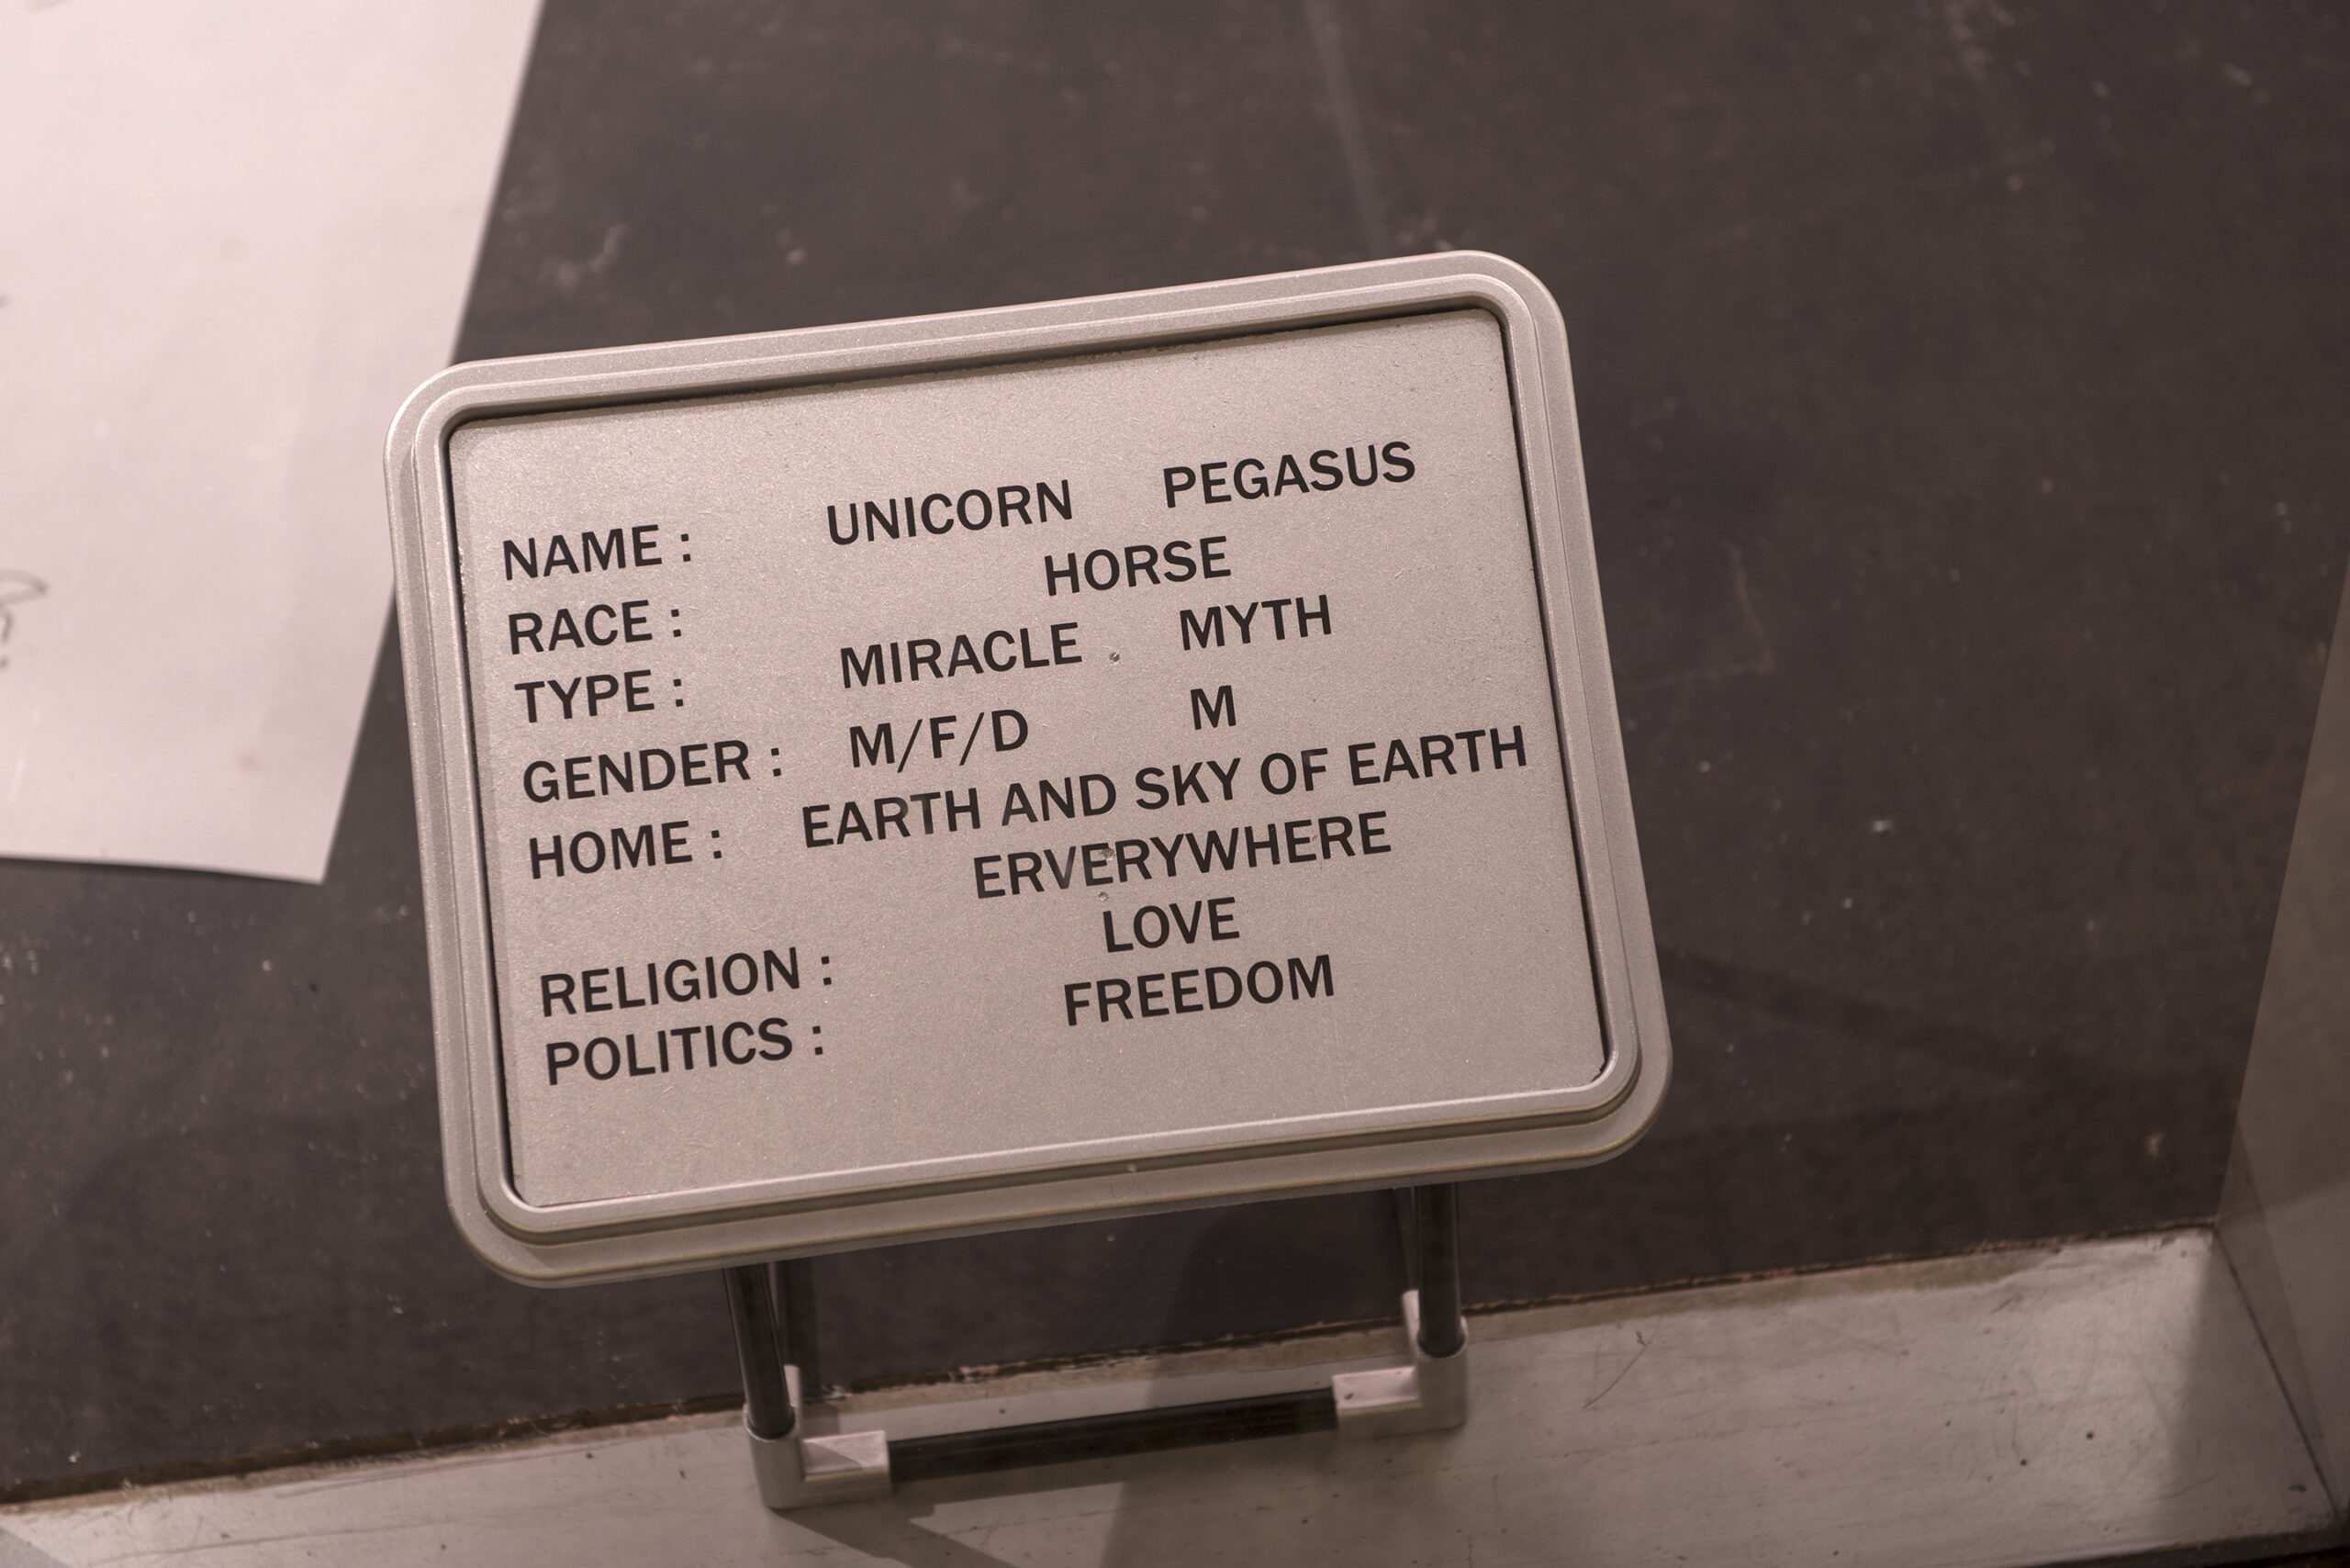 NAME : UNICORN PEGASUS
RACE : HORSE
TYPE : MIRACLE MYTH
GENDER : M/F/D M
HOME : EARTH AND SKY OF EARTH
ERVERYWHERE
RELIGION : LOVE
POLITICS : FREEDOM